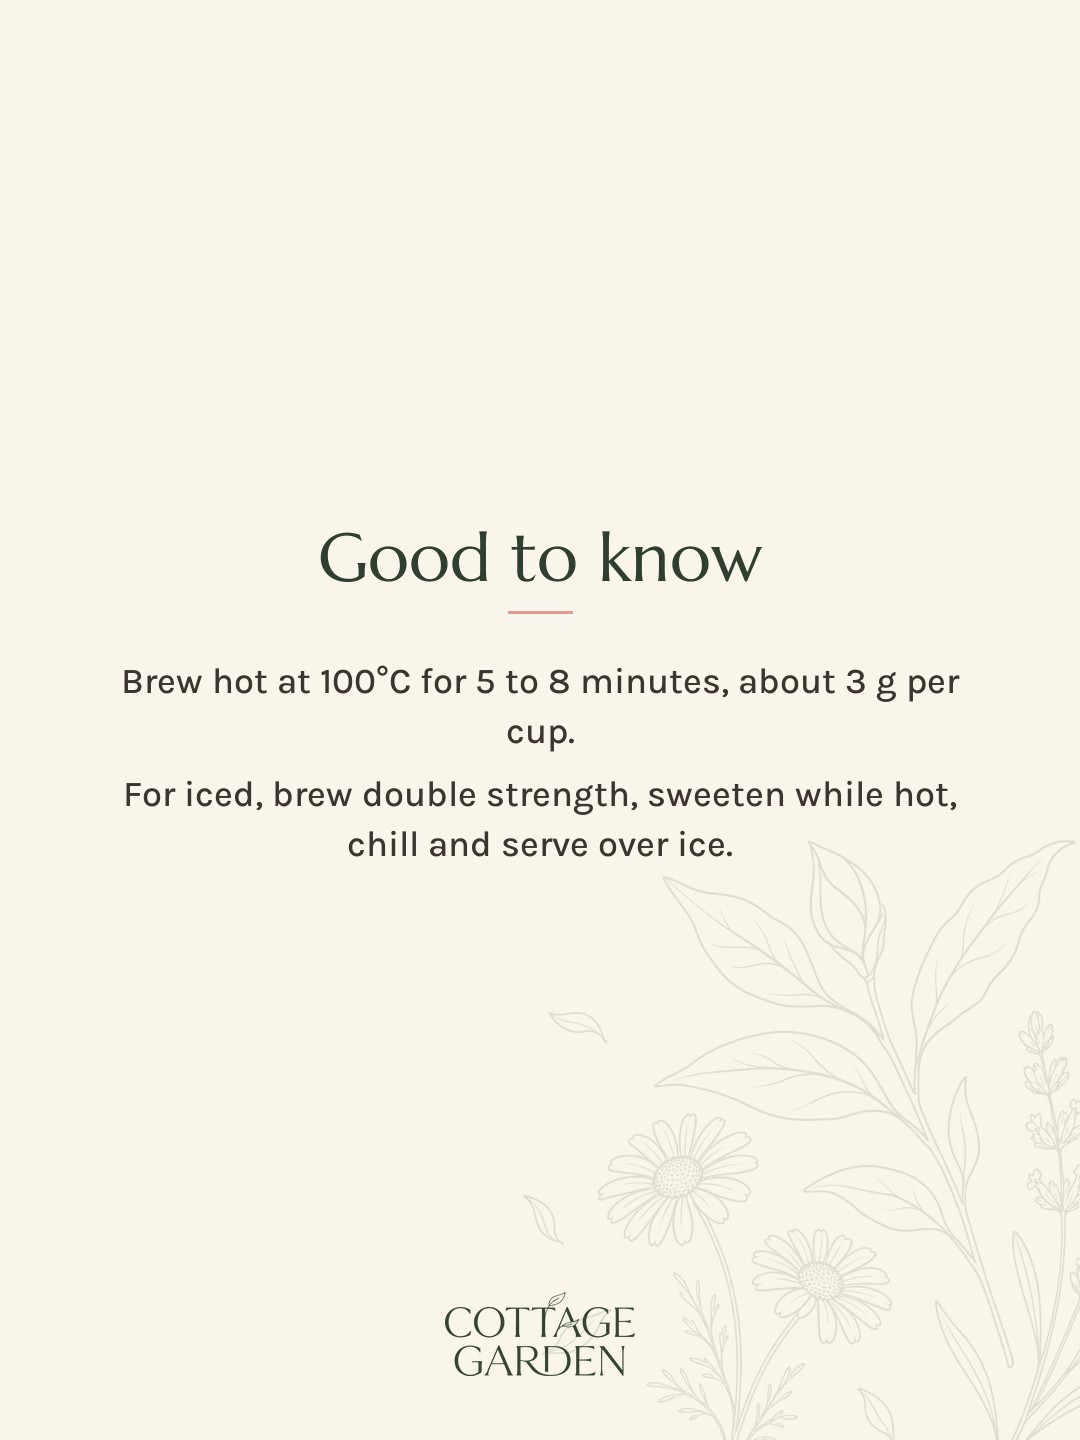 Good to know
Brew hot at 100°C for 5 to 8 minutes, about 3 g per
cup.
For iced, brew double strength, sweeten while hot,
chill and serve over ice.
COTTAGE
GARDEN